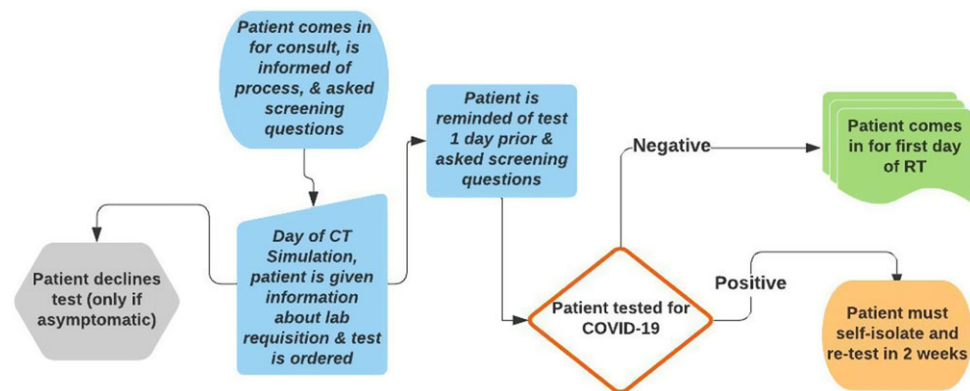 Patient comes in
for consult, is
informed of
process, & asked
screening
questions
Patient is
reminded of test
1 day prior &
asked screening
questions
Negative
Patient comes
in for first day
of RT
Day of CT
Simulation,
patient is given
information
about lab
requisition & test
is ordered
Patient declines
test (only if
asymptomatic)
Patient tested for
COVID-19
Positive
Patient must
self-isolate and
re-test in 2 weeks